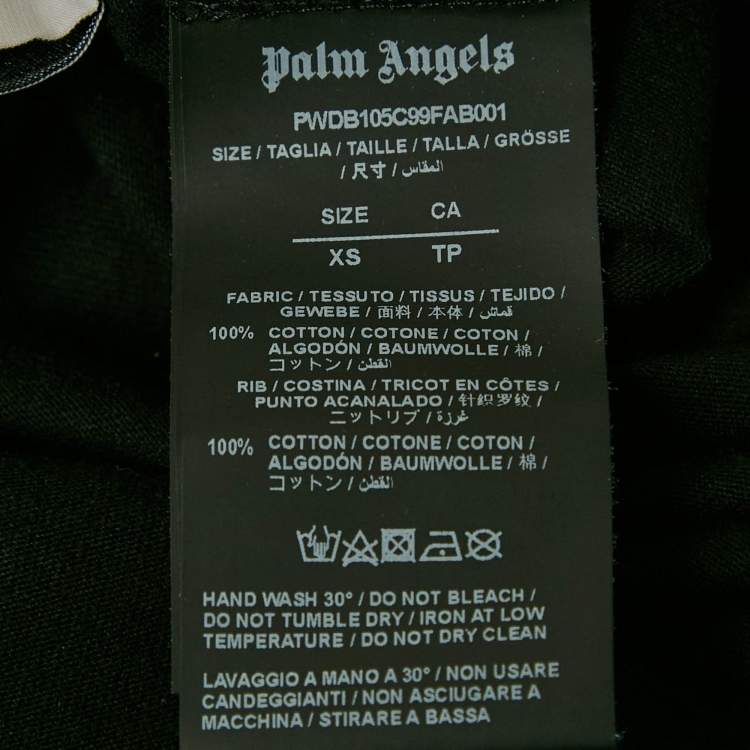 Palm Angels
PWDB105C99FAB001
SIZE / TAGLIA / TAILLE / TALLA / GRÖSSE
/ 尺寸 / المقاس
SIZE CA
XS TP
FABRIC / TESSUTO / TISSUS / TEJIDO /
GEWEBE / 面料 / 本体 / قماش
100% COTTON / COTONE / COTON /
ALGODÓN / BAUMWOLLE / 棉 /
コットン / القطن
RIB / COSTINA / TRICOT EN CÔTES /
PUNTO ACANALADO / 针织罗纹 /
ニットリブ / غرزة
100% COTTON / COTONE / COTON /
ALGODÓN / BAUMWOLLE / 棉 /
コットン / القطن
HAND WASH 30° / DO NOT BLEACH /
DO NOT TUMBLE DRY / IRON AT LOW
TEMPERATURE / DO NOT DRY CLEAN
LAVAGGIO A MANO A 30° / NON USARE
CANDEGGIANTI / NON ASCIUGARE A
MACCHINA / STIRARE A BASSA